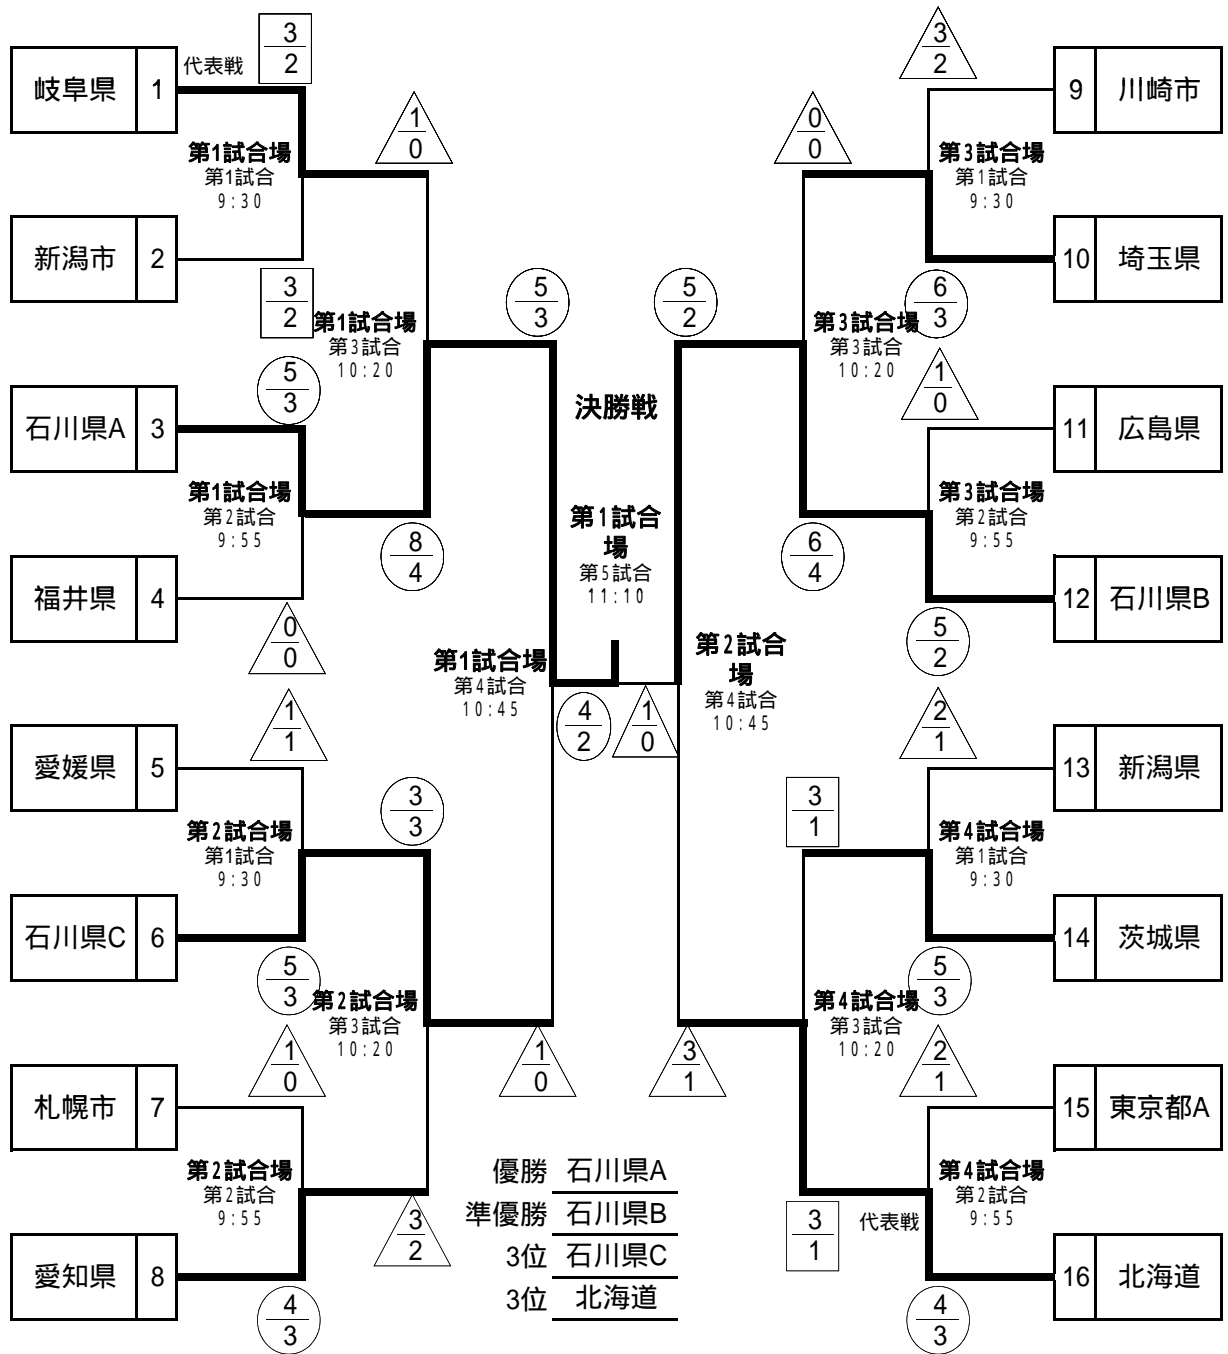 3
2
代表戦
岐阜県 1
第1試合場
第1試合
9:30
1
0
新潟市 2
3
2
第1試合場
第3試合
10:20
5
3
石川県A 3
第1試合場
第2試合
9:55
8
4
福井県 4
0
0
5
3
第1試合場
第4試合
10:45
1
1
愛媛県 5
第2試合場
第1試合
9:30
3
3
石川県C 6
5
3
第2試合場
第3試合
10:20
1
0
1
0
札幌市 7
第2試合場
第2試合
9:55
3
2
愛知県 8
4
3
決勝戦
第1試合
場
第5試合
11:10
4
2
1
0
3
2
9 川崎市
0
0
第3試合場
第1試合
9:30
10 埼玉県
6
3
5
2
第3試合場
第3試合
10:20
1
0
11 広島県
第3試合場
第2試合
9:55
6
4
12 石川県B
5
2
第2試合
場
第4試合
10:45
2
1
13 新潟県
3
1
第4試合場
第1試合
9:30
14 茨城県
5
3
第4試合場
第3試合
10:20
3
1
2
1
15 東京都A
第4試合場
第2試合
9:55
3
1
代表戦
16 北海道
4
3
優勝 石川県A
準優勝 石川県B
3位 石川県C
3位 北海道